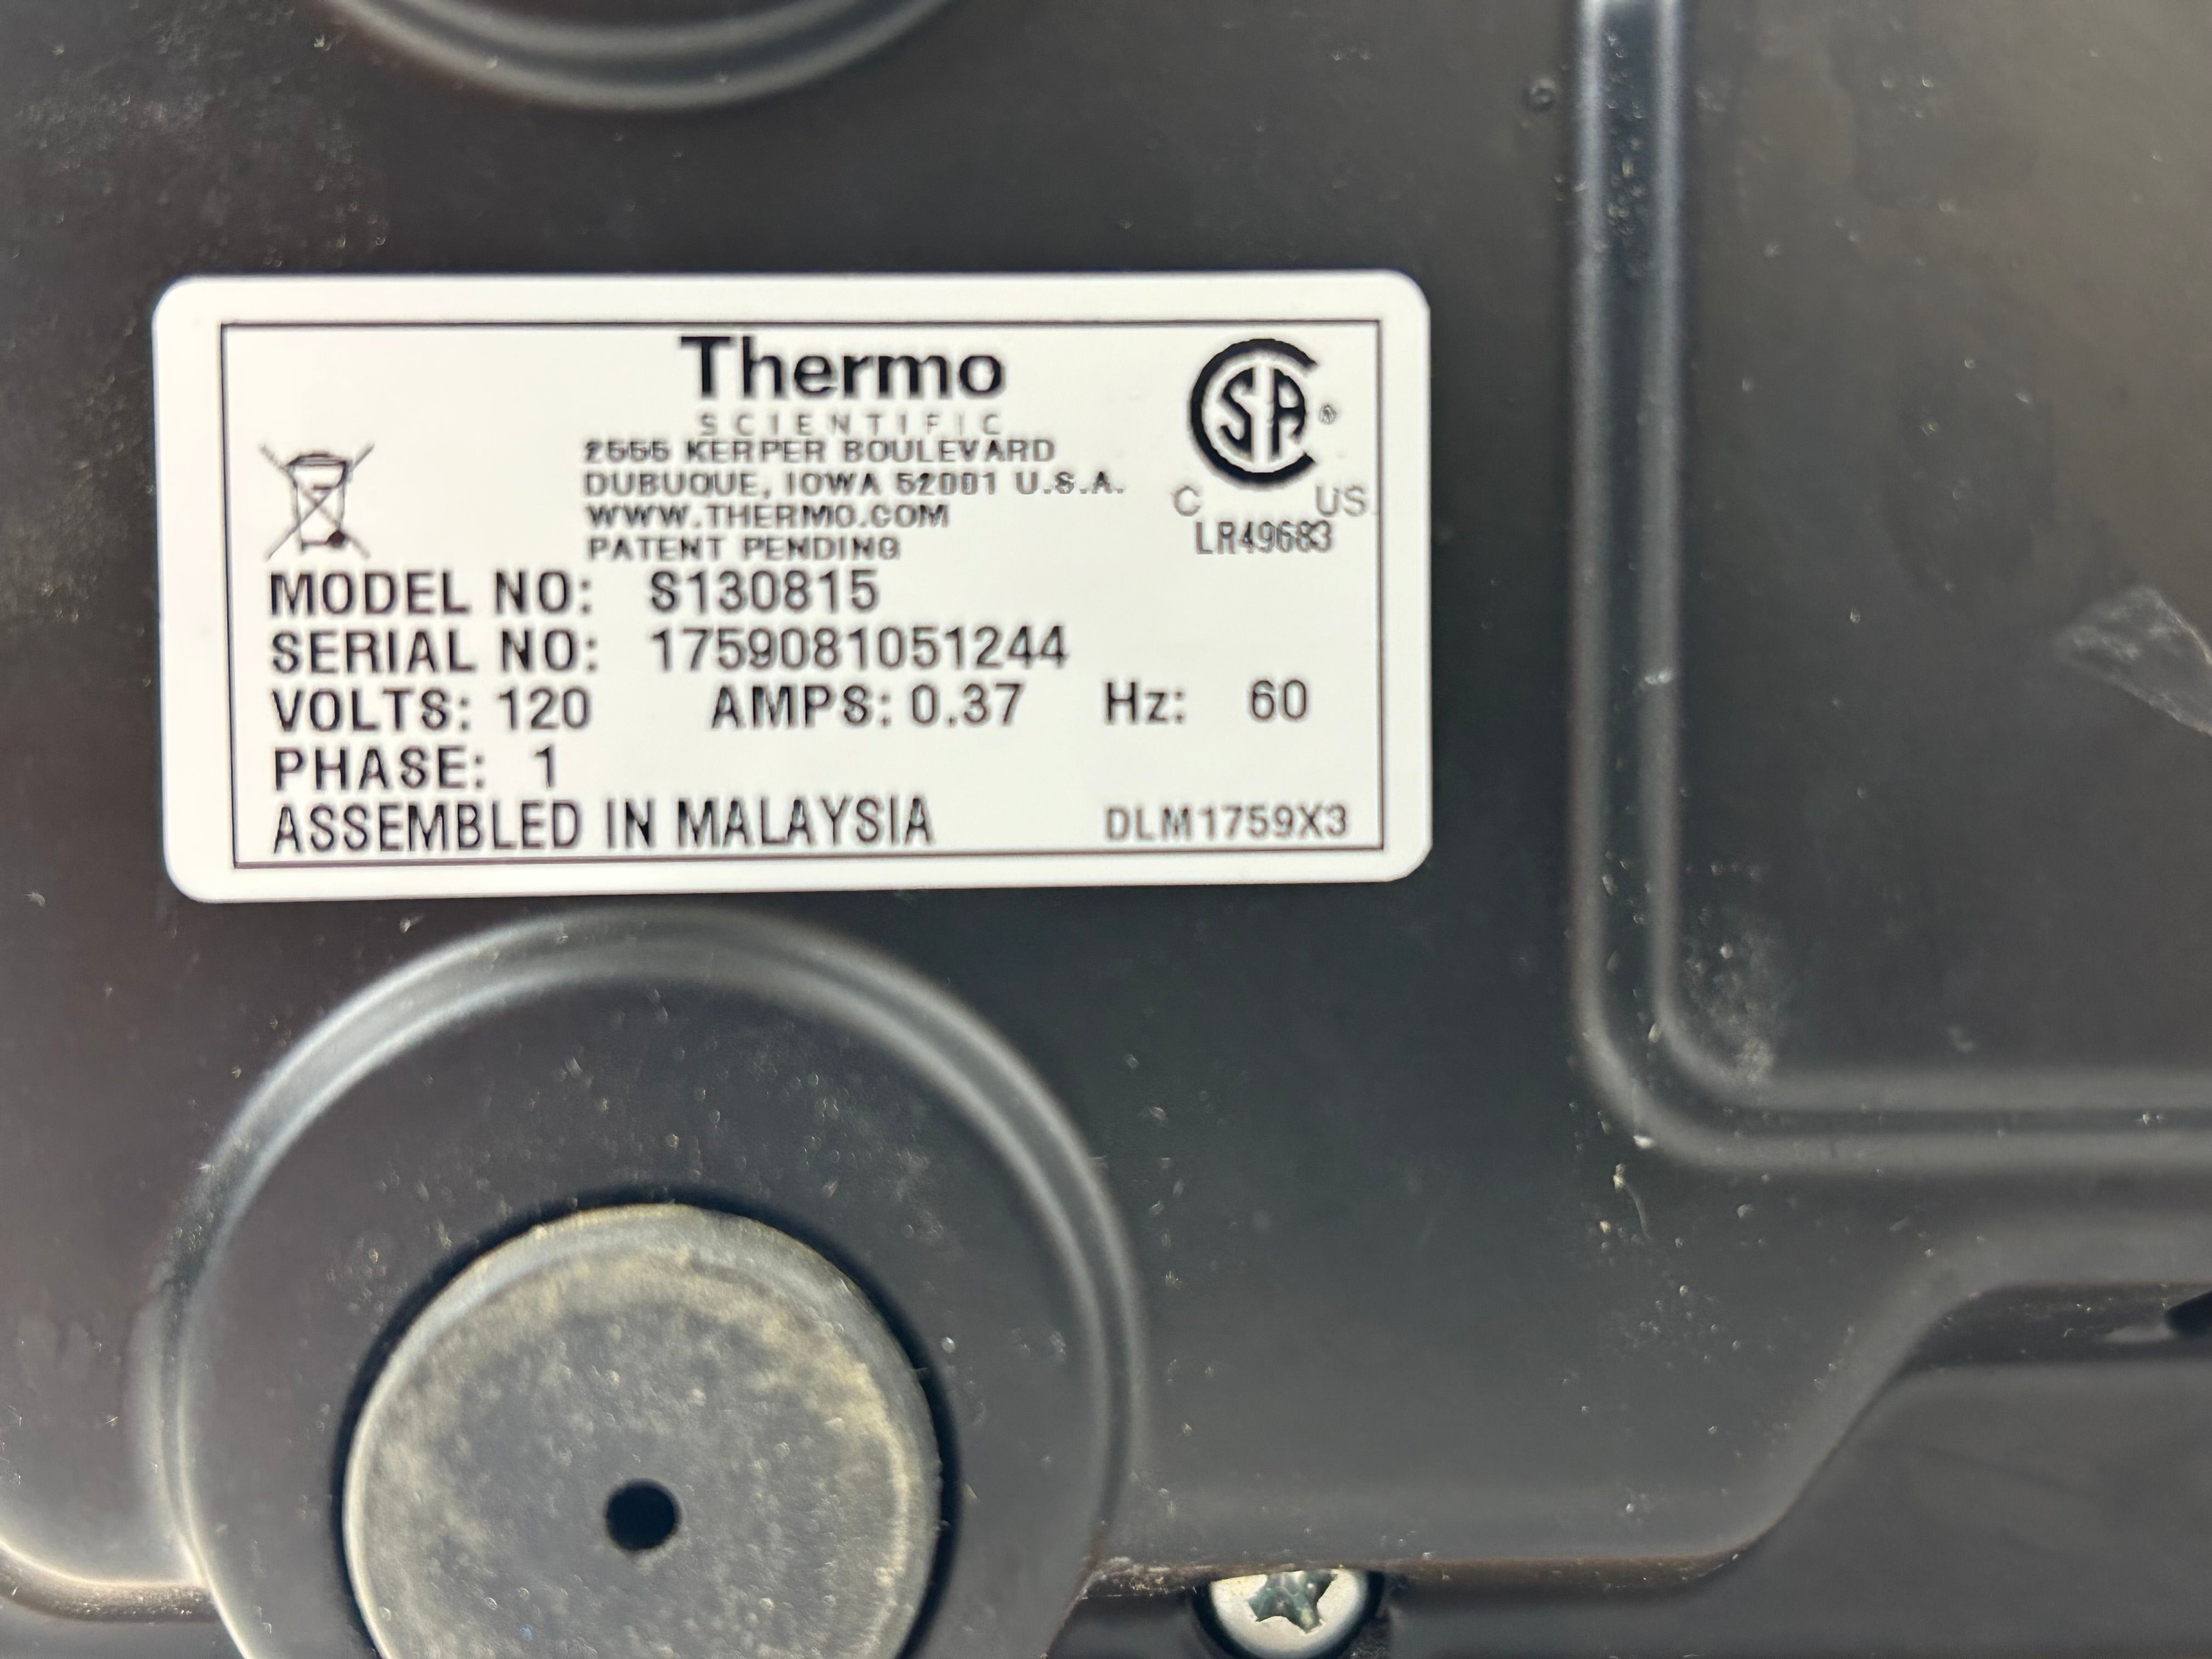 Thermo
SCIENTIFIC
2555 KERPER BOULEVARD
DUBUQUE, IOWA 52001 U.S.A.
WWW.THERMO.COM
PATENT PENDING
CSA ®
C US
LR49683
MODEL NO: S130815
SERIAL NO: 1759081051244
VOLTS: 120 AMPS: 0.37 Hz: 60
PHASE: 1
ASSEMBLED IN MALAYSIA DLM1759X3